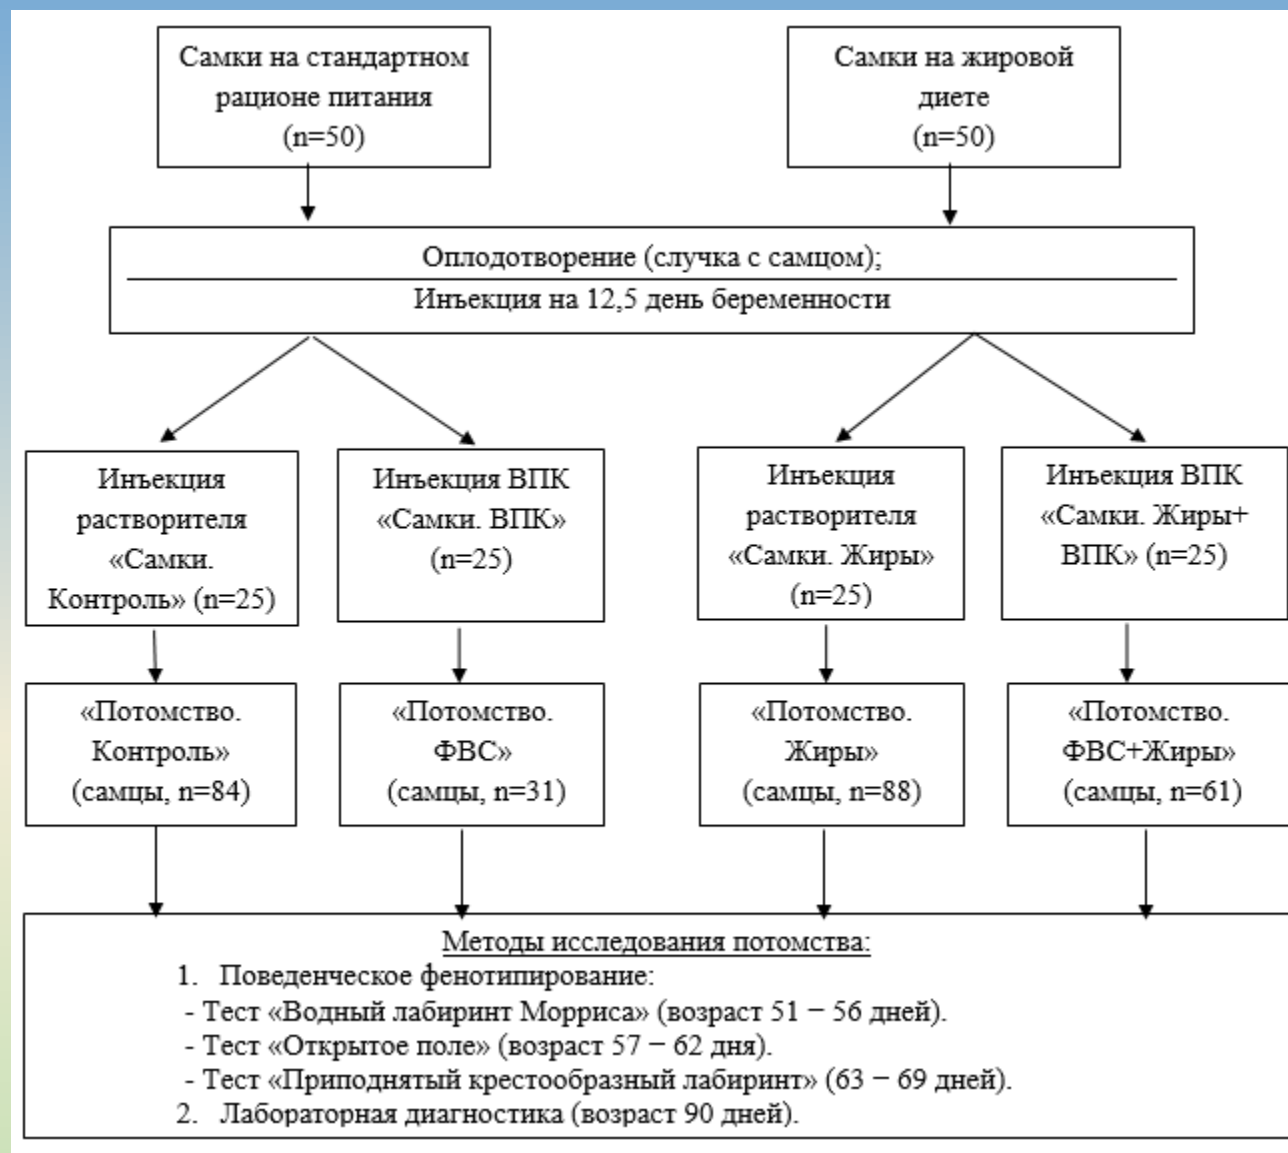 Самки на стандартном
рационе питания
(n=50)
Самки на жировой
диете
(n=50)
Оплодотворение (случка с самцом);
Инъекция на 12,5 день беременности
Инъекция
растворителя
«Самки.
Контроль» (n=25)
Инъекция ВПК
«Самки. ВПК»
(n=25)
Инъекция
растворителя
«Самки. Жиры»
(n=25)
Инъекция ВПК
«Самки. Жиры+
ВПК» (n=25)
«Потомство.
Контроль»
(самцы, n=84)
«Потомство.
ФВС»
(самцы, n=31)
«Потомство.
Жиры»
(самцы, n=88)
«Потомство.
ФВС+Жиры»
(самцы, n=61)
Методы исследования потомства:
1. Поведенческое фенотипирование:
- Тест «Водный лабиринт Морриса» (возраст 51 − 56 дней).
- Тест «Открытое поле» (возраст 57 − 62 дня).
- Тест «Приподнятый крестообразный лабиринт» (63 − 69 дней).
2. Лабораторная диагностика (возраст 90 дней).